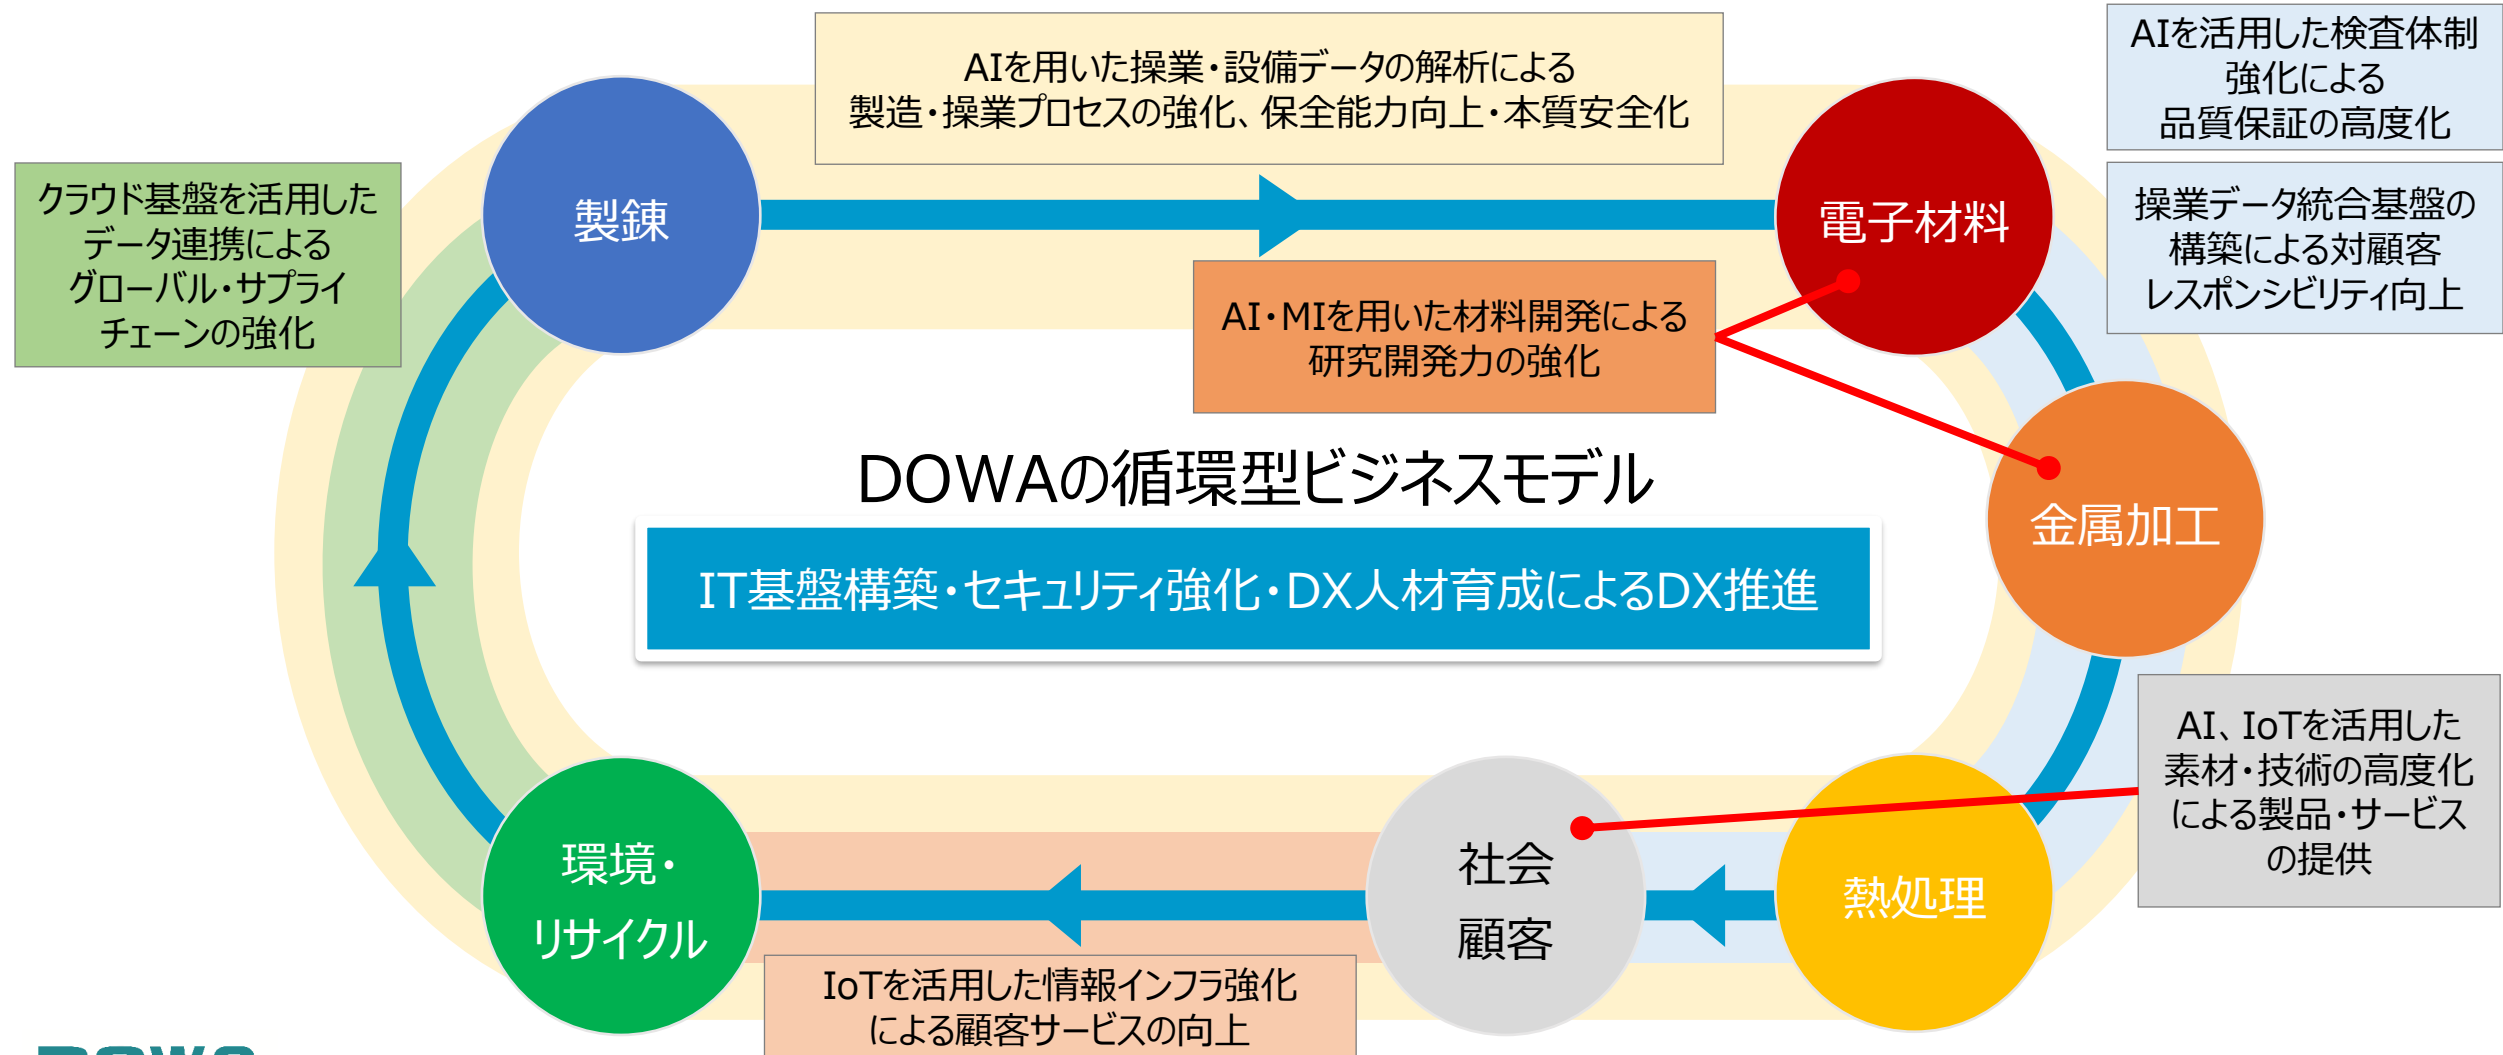 AIを用いた操業・設備データの解析による
製造・操業プロセスの強化、保全能力向上・本質安全化
AIを活用した検査体制
強化による
品質保証の高度化
クラウド基盤を活用した
データ連携による
グローバル・サプライ
チェーンの強化
製錬
電子材料
操業データ統合基盤の
構築による対顧客
レスポンシビリティ向上
AI・MIを用いた材料開発による
研究開発力の強化
DOWAの循環型ビジネスモデル
金属加工
IT基盤構築・セキュリティ強化・DX人材育成によるDX推進
AI、IoTを活用した
素材・技術の高度化
による製品・サービス
の提供
環境・
リサイクル
社会
顧客
熱処理
IoTを活用した情報インフラ強化
による顧客サービスの向上